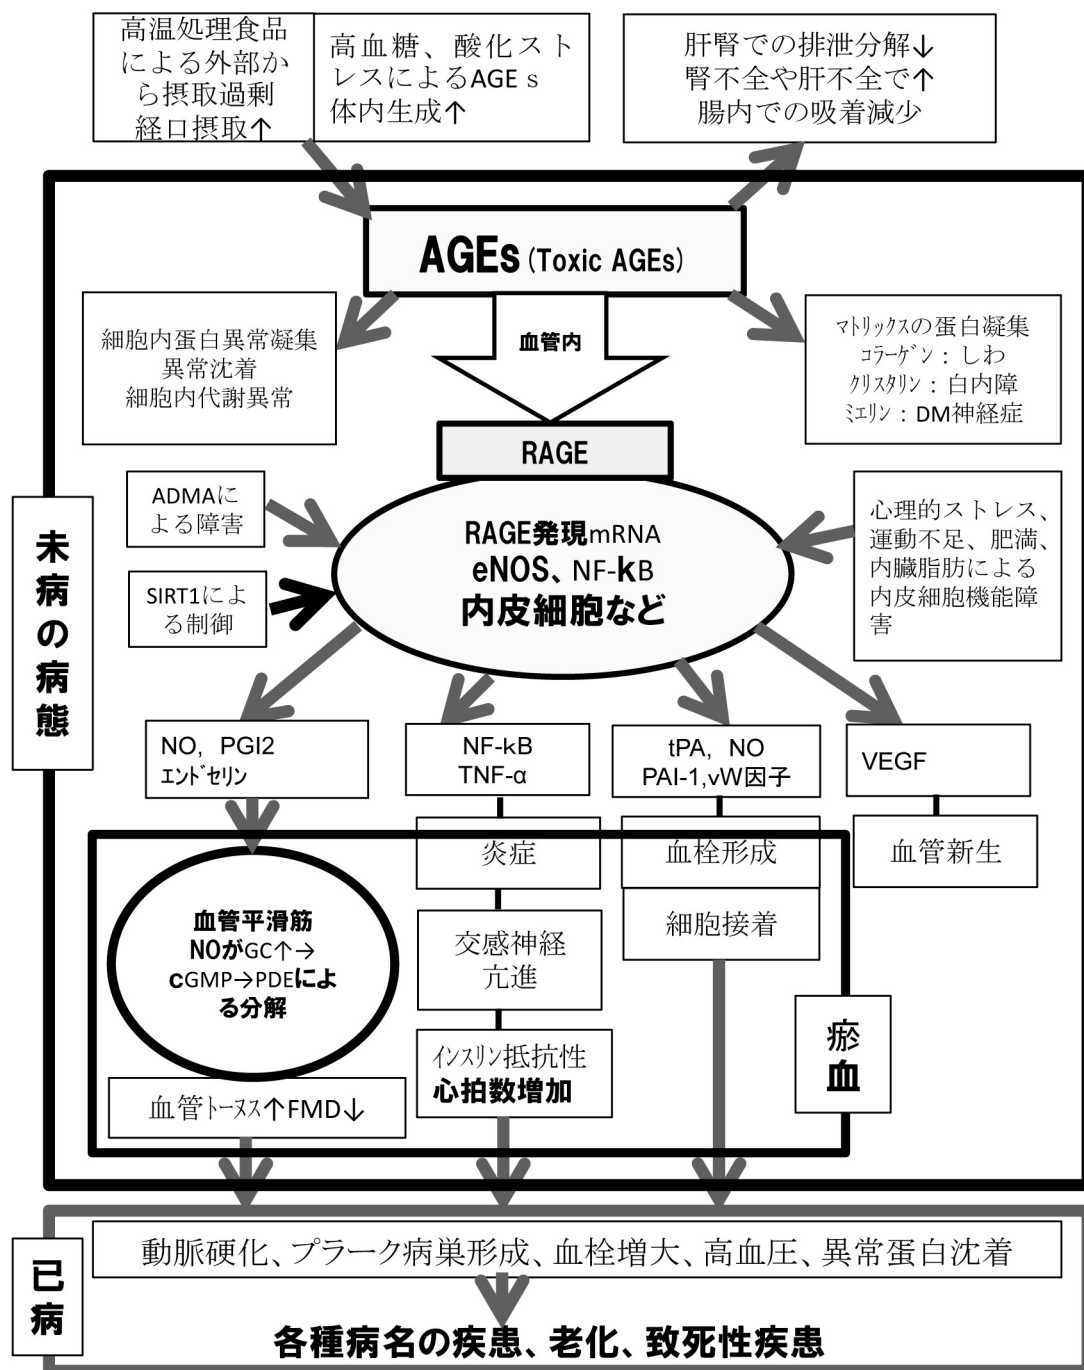 高温処理食品
による外部か
ら摂取過剰
経口摂取↑
高血糖、酸化スト
レスによるAGEs
体内生成↑
肝腎での排泄分解↓
腎不全や肝不全で↑
腸内での吸着減少
AGEs (Toxic AGEs)
細胞内蛋白異常凝集
異常沈着
細胞内代謝異常
血管内
ﾏﾄﾘｯｸｽの蛋白凝集
ｺﾗｰｹﾞﾝ：しわ
ｸﾘｽﾀﾘﾝ：白内障
ﾐｴﾘﾝ：DM神経症
RAGE
ADMAに
よる障害
RAGE発現mRNA
eNOS、NF-kB
内皮細胞など
心理的ストレス、
運動不足、肥満、
内臓脂肪による
内皮細胞機能障
害
SIRT1によ
る制御
未病の病態
NO, PGI2
ｴﾝﾄﾞｾﾘﾝ
NF-kB
TNF-α
tPA, NO
PAI-1,vW因子
VEGF
炎症
血栓形成
血管新生
血管平滑筋
NOがGC↑→
cGMP→PDEによ
る分解
交感神経
亢進
細胞接着
ｲﾝｽﾘﾝ抵抗性
心拍数増加
瘀血
血管ﾄｰﾇｽ↑FMD↓
已病
動脈硬化、プラーク病巣形成、血栓増大、高血圧、異常蛋白沈着
各種病名の疾患、老化、致死性疾患